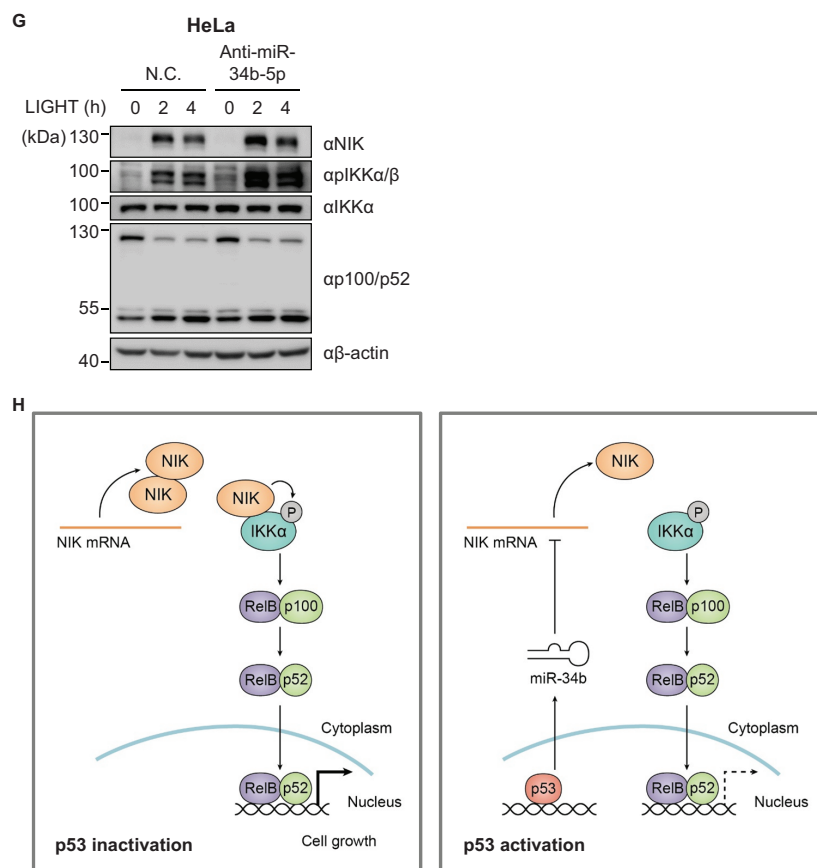 G
HeLa
Anti-miR-
34b-5p
N.C.
LIGHT (h) 0 2 4 0 2 4
(kDa) 130 αNIK
100 αpIKKα/β
100 αIKKα
130
αp100/p52
55
40 αβ-actin
H
NIK
NIK
NIK mRNA
NIK
P
IKKα
RelB p100
RelB p52
Cytoplasm
RelB p52
Nucleus
Cell growth
p53 inactivation
NIK
NIK mRNA
P
IKKα
RelB p100
miR-34b
RelB p52
Cytoplasm
p53
RelB p52
Nucleus
p53 activation